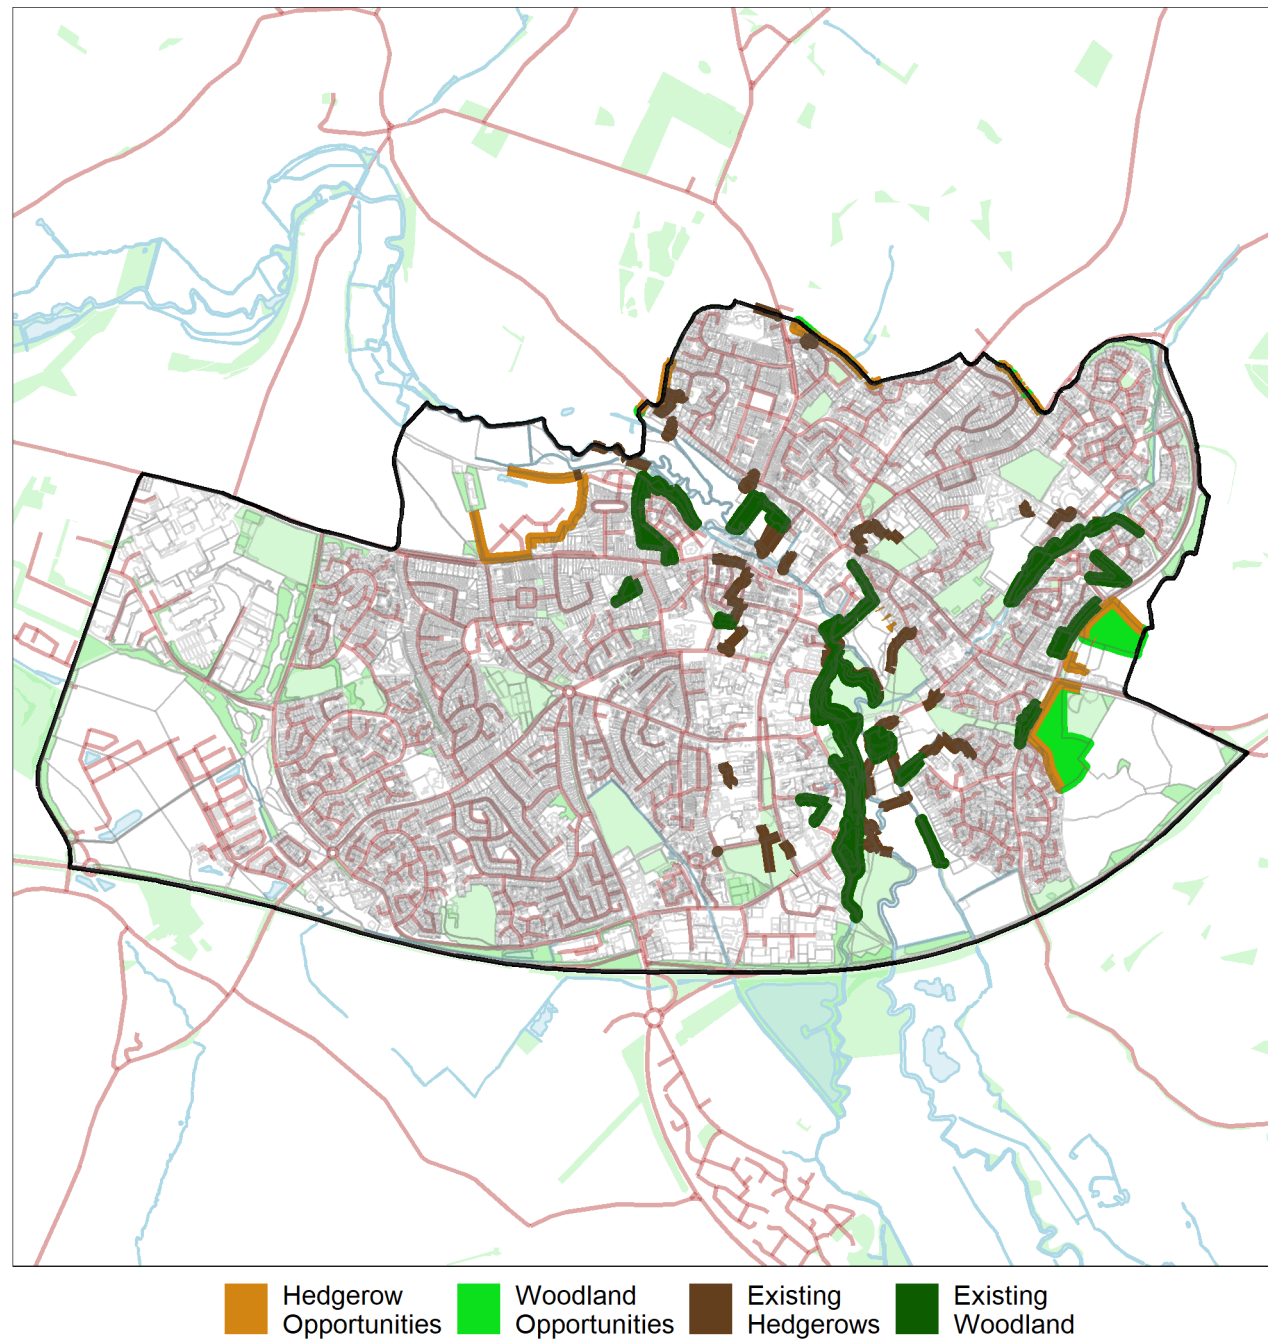 Hedgerow
Opportunities
Woodland
Opportunities
Existing
Hedgerows
Existing
Woodland